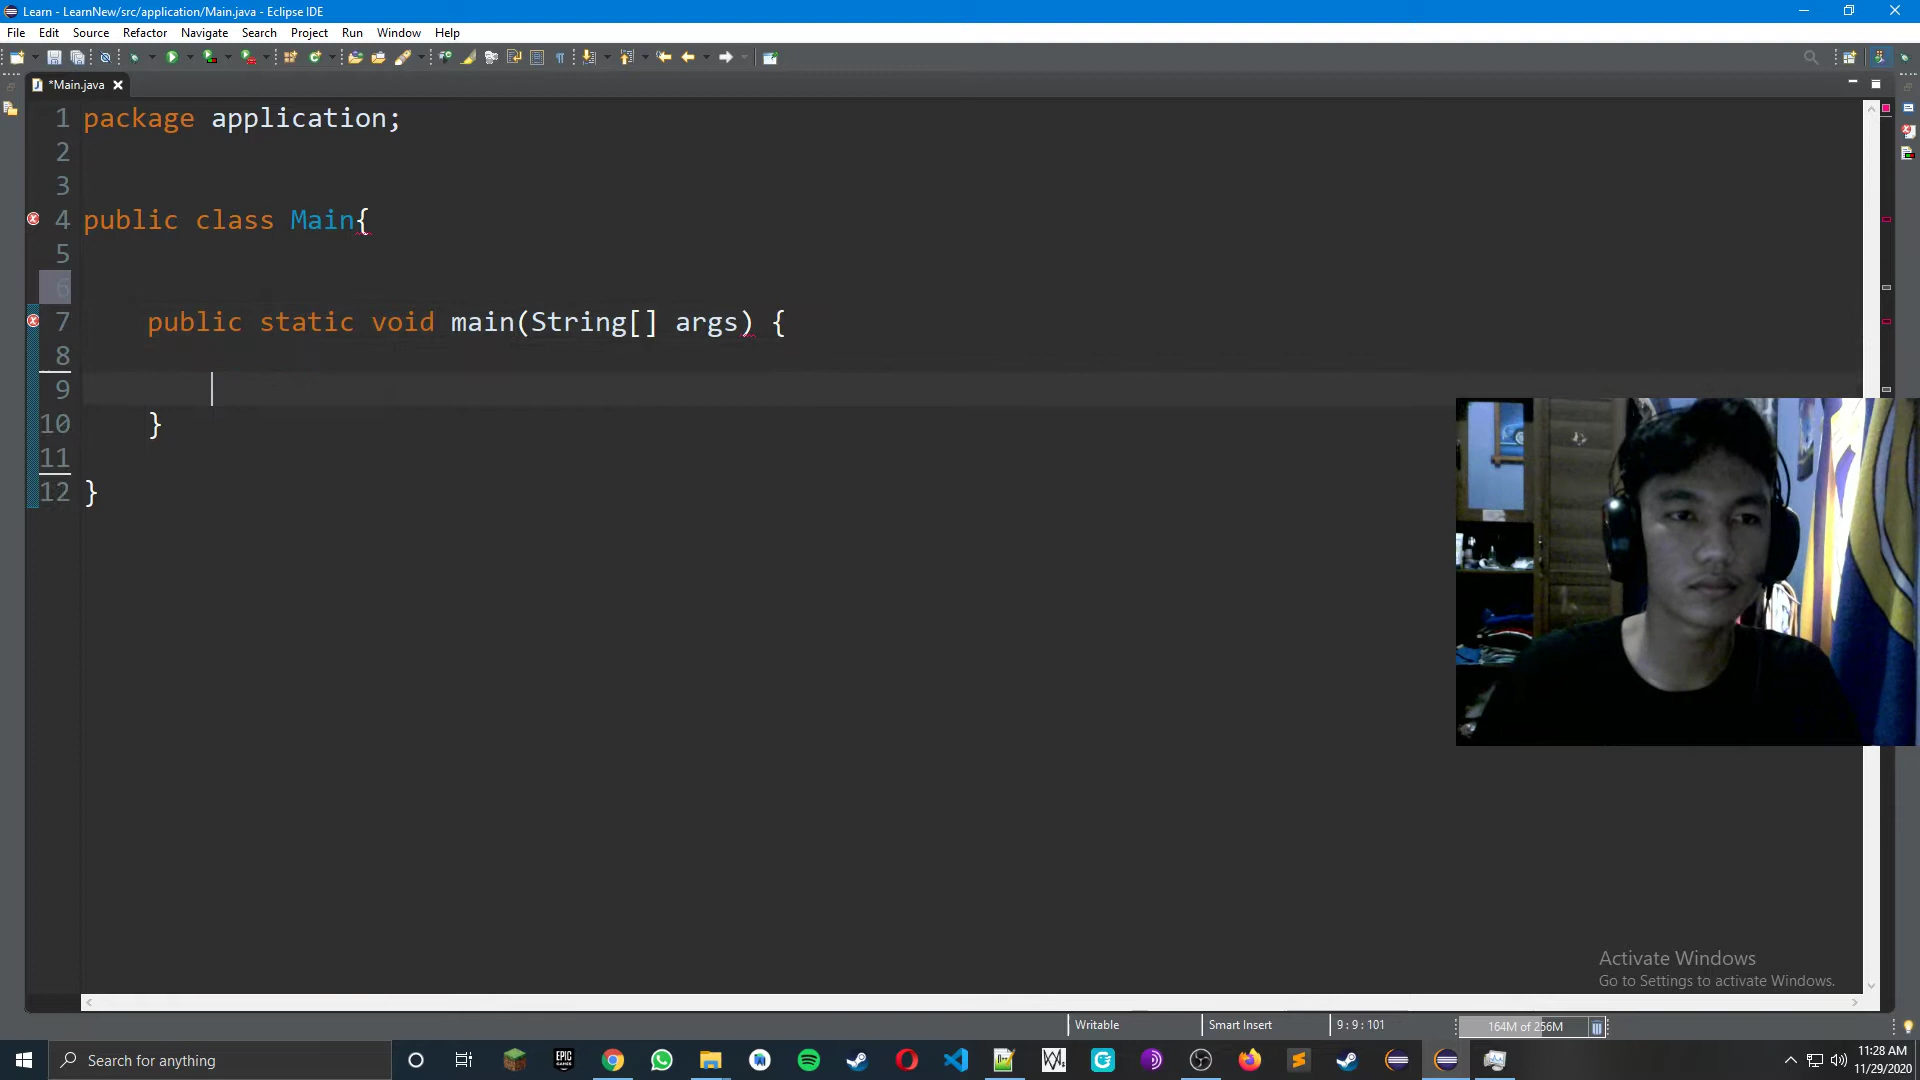 Learn - LearnNew/src/application/Main.java - Eclipse IDE
File Edit Source Refactor Navigate Search Project Run Window Help
*Main.java
1 package application;
2
3
4 public class Main{
5
6
7 public static void main(String[] args) {
8
9
10 }
11
12 }
Activate Windows
Go to Settings to activate Windows.
Writable Smart Insert 9 : 9 : 101 164M of 256M
Search for anything
EPIC GAMES
11:28 AM
11/29/2020